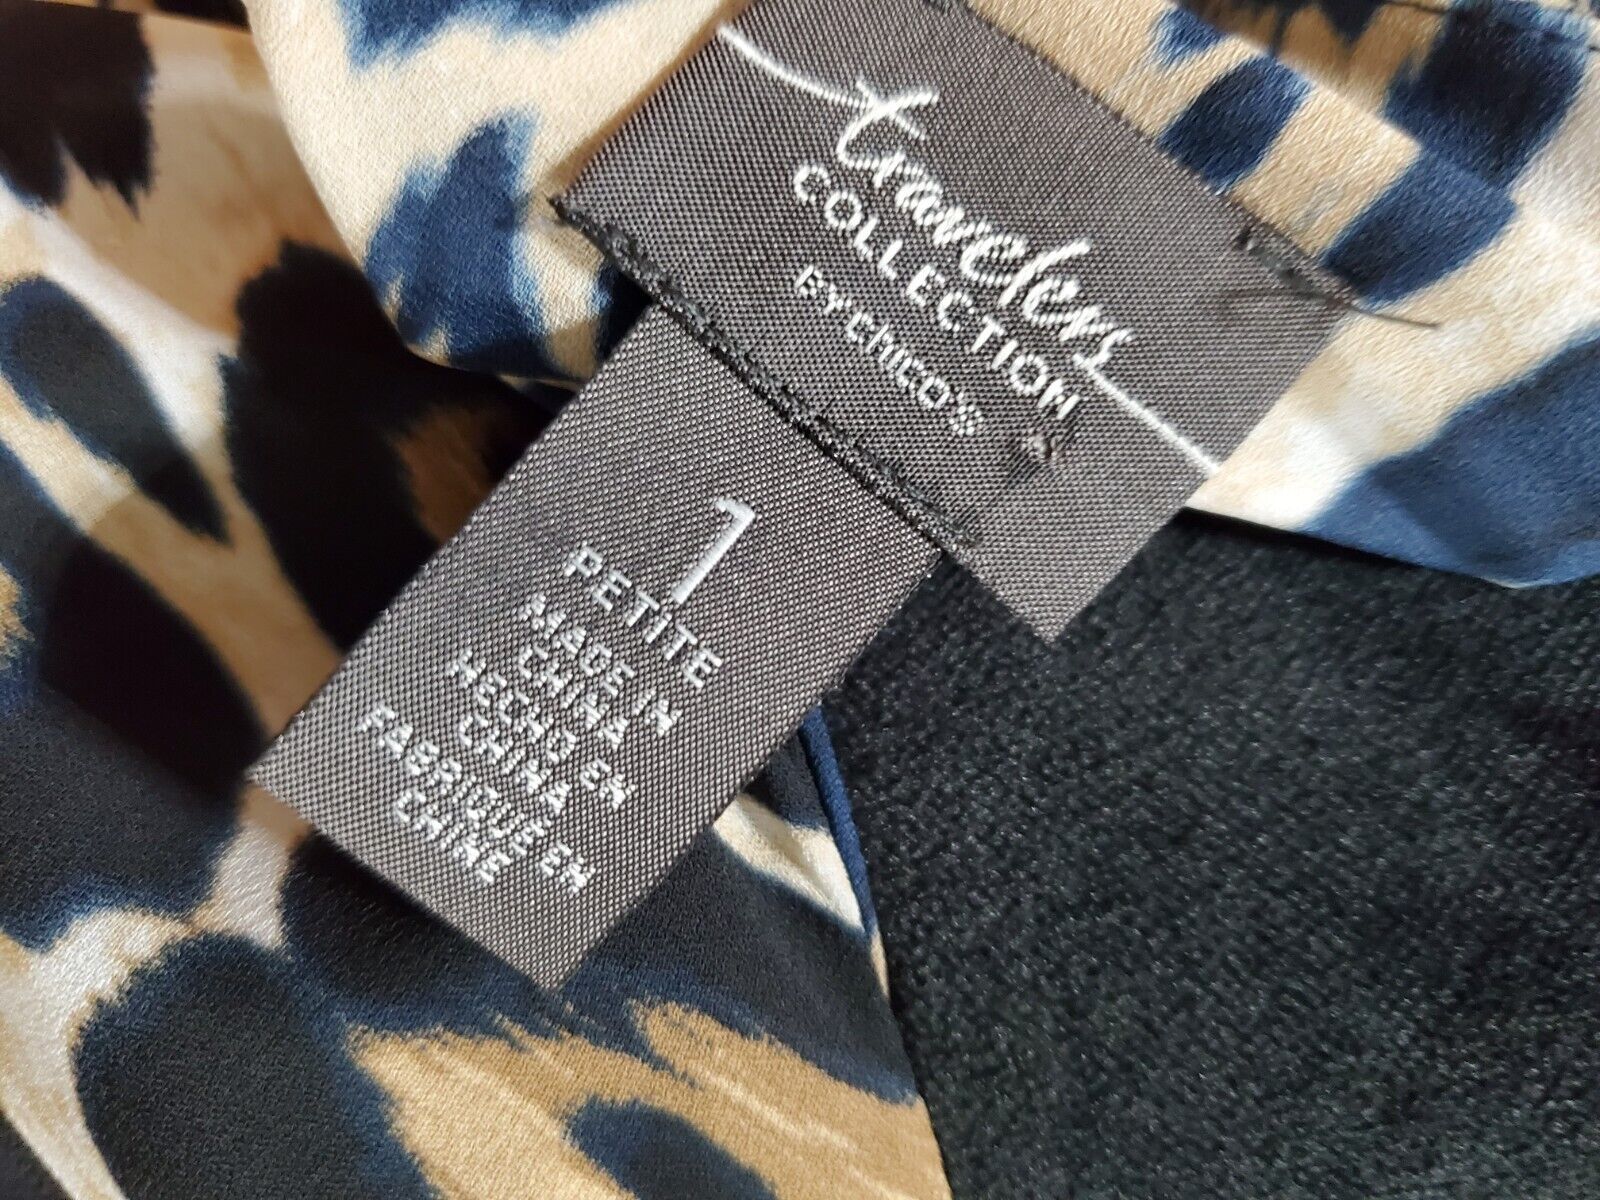 travelers
COLLECTION
BY CHICO'S
1
PETITE
MADE IN
CHINA
HECHO EN
CHINA
FABRIQUE EN
CHINE